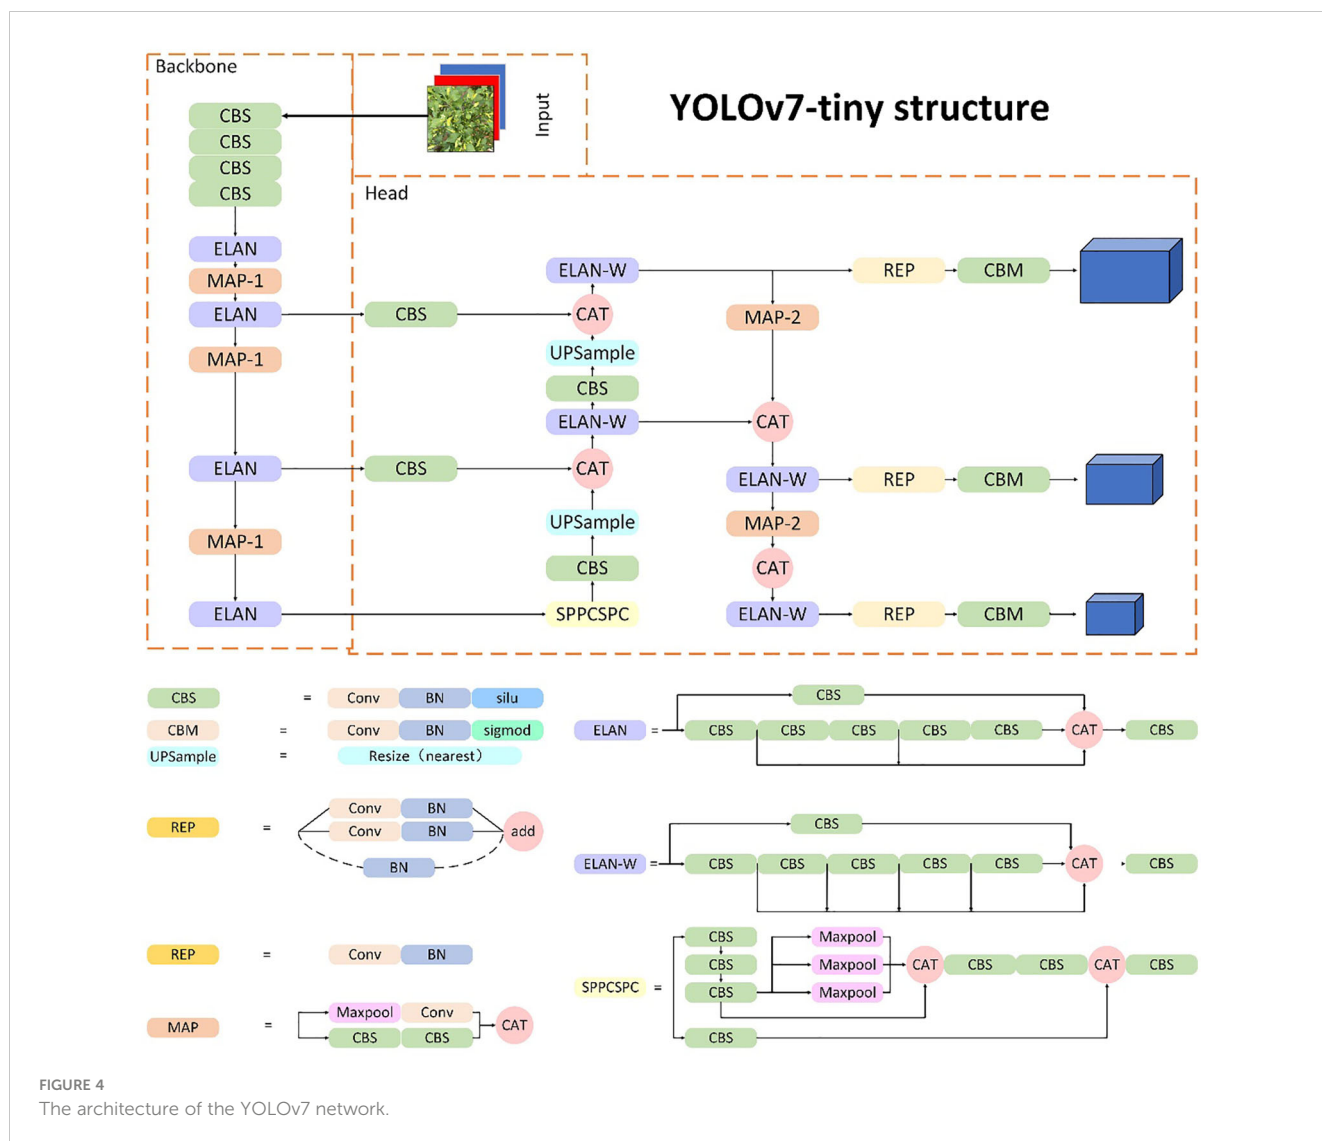 Backbone
Input
YOLOv7-tiny structure
CBS
CBS
CBS
CBS
Head
ELAN
MAP-1
ELAN
MAP-1
ELAN
MAP-1
ELAN
CBS
CBS
ELAN-W
CAT
UPSample
CBS
ELAN-W
CAT
UPSample
CBS
SPPCSPC
REP
CBM
MAP-2
CAT
ELAN-W
REP
CBM
MAP-2
CAT
ELAN-W
REP
CBM
CBS = Conv BN silu
CBM = Conv BN sigmod
UPSample = Resize (nearest)
REP = Conv BN
Conv BN add
BN
REP = Conv BN
MAP = Maxpool Conv
CBS CBS CAT
CBS
ELAN = CBS CBS CBS CBS CBS CAT CBS
CBS
ELAN-W = CBS CBS CBS CBS CBS CAT CBS
CBS Maxpool
CBS Maxpool CAT CBS CBS CAT CBS
SPPCSPC = CBS Maxpool
CBS
FIGURE 4
The architecture of the YOLOv7 network.